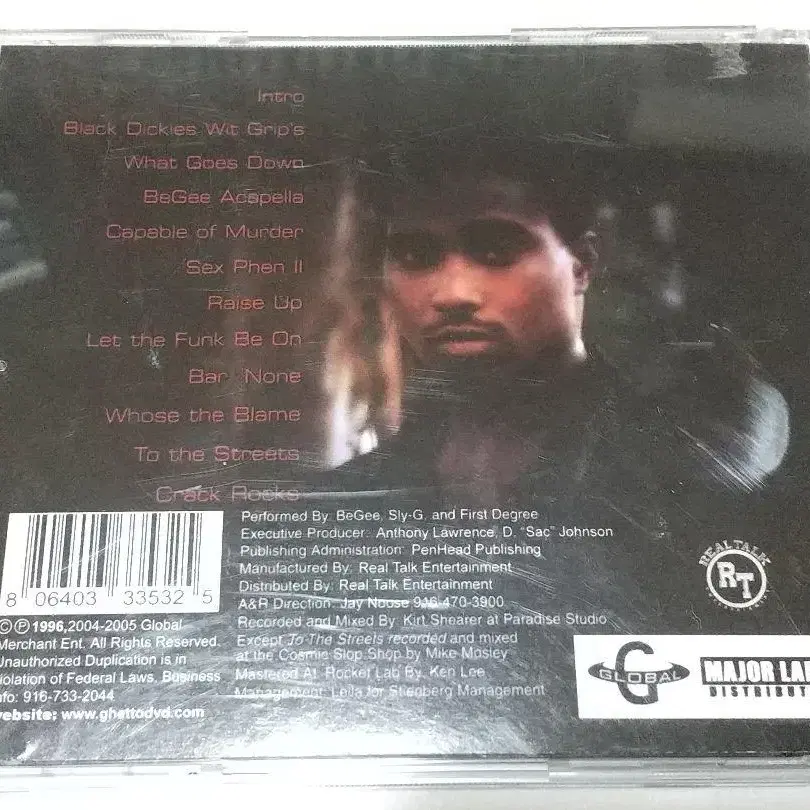 Intro
Black Dickies Wit Grip's
What Goes Down
BeGee Acapella
Capable of Murder
Sex Phen II
Raise Up
Let the Funk Be On
Bar None
Whose the Blame
To the Streets
Crack Rocks
Performed By: BeGee, Sly-G, and First Degree
Executive Producer: Anthony Lawrence, D. "Sac" Johnson
Publishing Administration: PenHead Publishing
Manufactured By: Real Talk Entertainment
Distributed By: Real Talk Entertainment
A&R Direction: Jay Nouse 916-470-3900
Recorded and Mixed By: Kirt Shearer at Paradise Studio
Except To The Streets recorded and mixed
at the Cosmic Slop Shop by Mike Mosley
Mastered At: Rocket Lab By: Ken Lee
Management: Leila for Stienberg Management
8 06403 33532 5
©℗ 1996,2004-2005 Global
Merchant Ent. All Rights Reserved.
Unauthorized Duplication is in
iolation of Federal Laws, Business
nfo: 916-733-2044
ebsite: www.ghettodvd.com
REAL TALK
RT
G
GLOBAL
MAJOR LA
DISTRIBUT